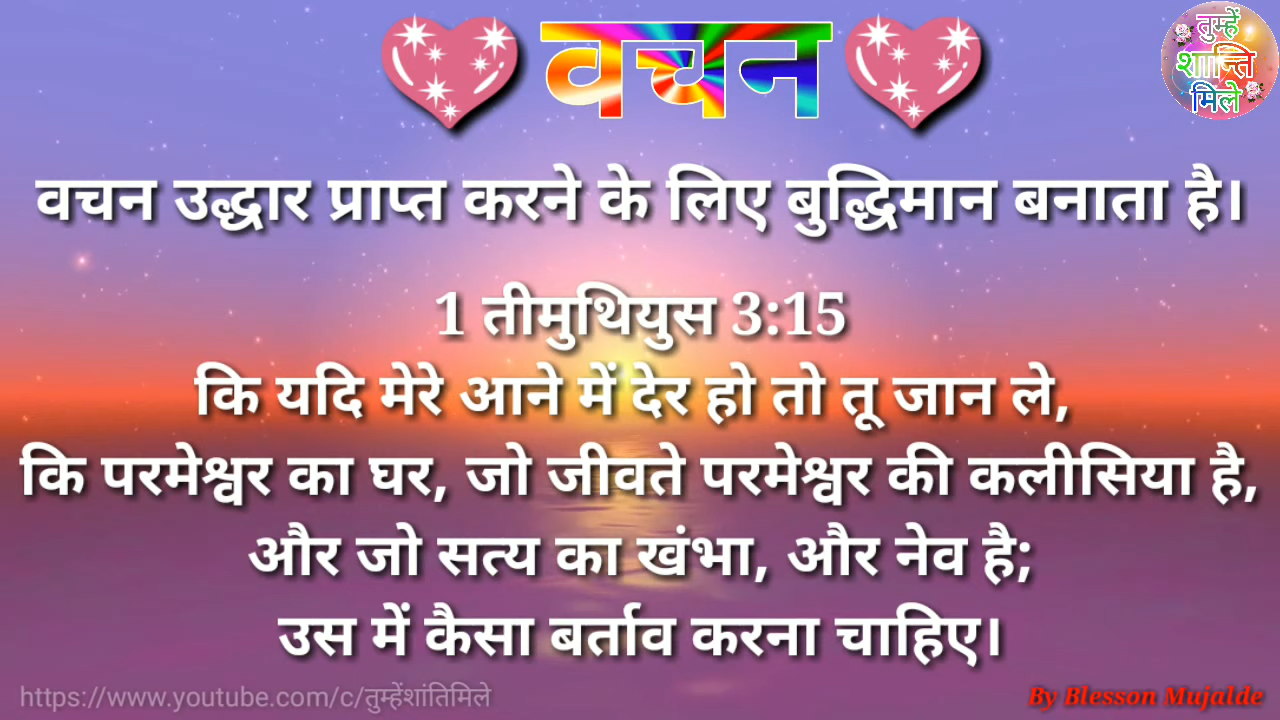 वचन
तुम्हें
शान्ति
मिले
वचन उद्धार प्राप्त करने के लिए बुद्धिमान बनाता है।
1 तीमुथियुस 3:15
कि यदि मेरे आने में देर हो तो तू जान ले,
कि परमेश्वर का घर, जो जीवते परमेश्वर की कलीसिया है,
और जो सत्य का खंभा, और नेव है;
उस में कैसा बर्ताव करना चाहिए।
https://www.youtube.com/c/तुम्हेंशांतिमिले
By Blesson Mujalde